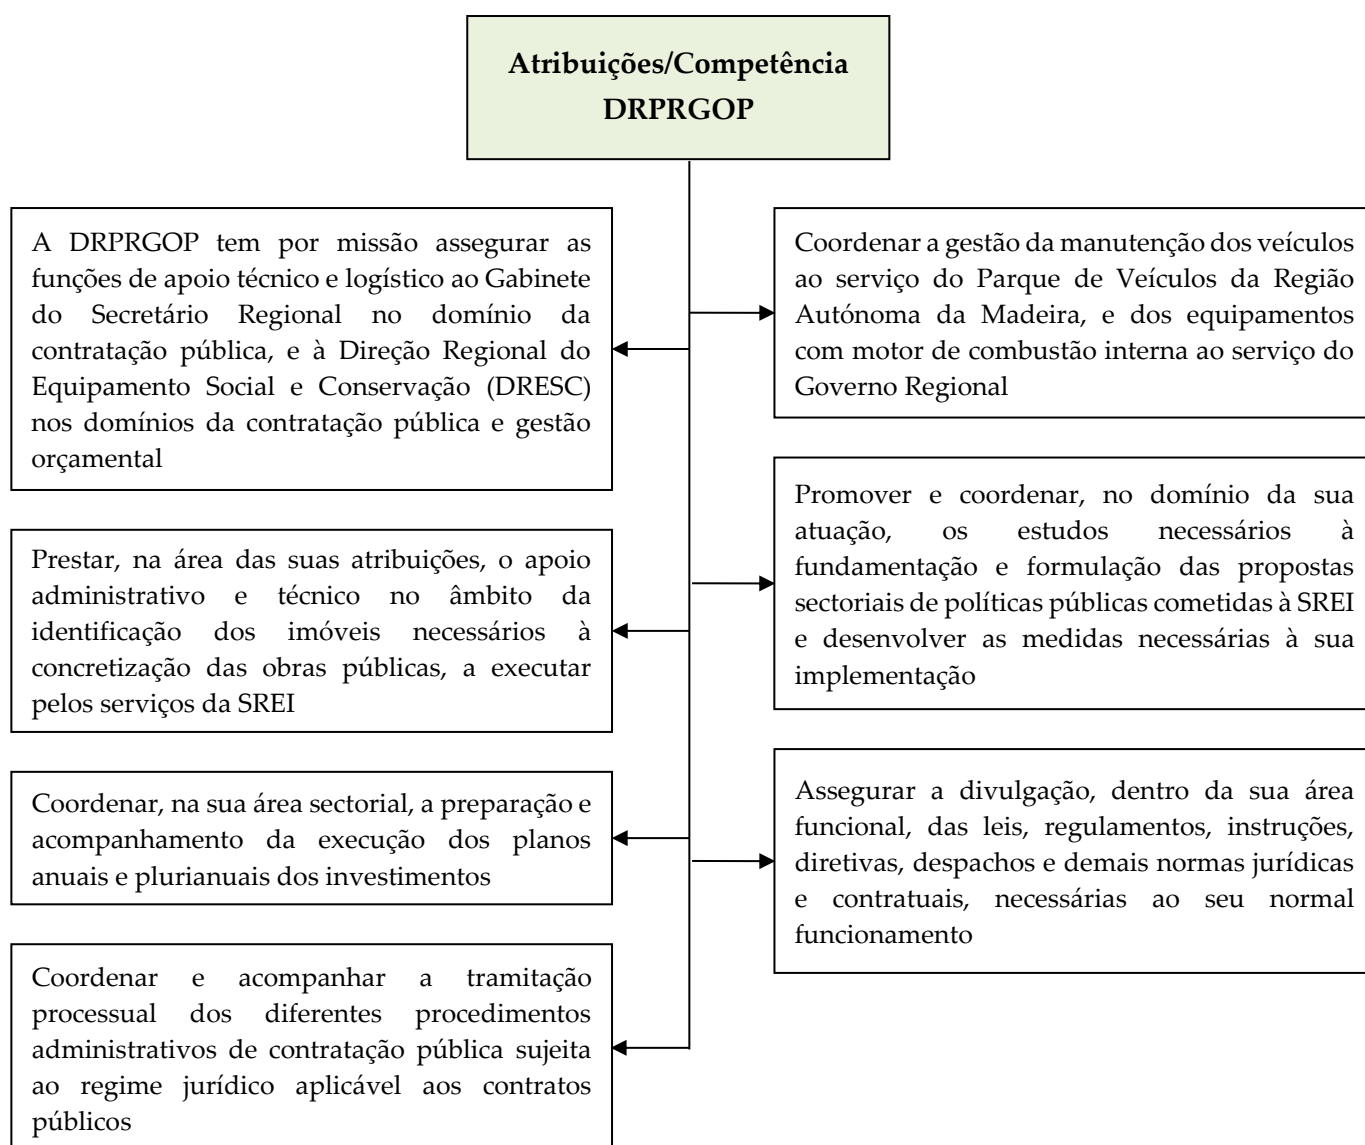 Atribuições/Competência
DRPRGOP
A DRPRGOP tem por missão assegurar as
funções de apoio técnico e logístico ao Gabinete
do Secretário Regional no domínio da
contratação pública, e à Direção Regional do
Equipamento Social e Conservação (DRESC)
nos domínios da contratação pública e gestão
orçamental
Prestar, na área das suas atribuições, o apoio
administrativo e técnico no âmbito da
identificação dos imóveis necessários à
concretização das obras públicas, a executar
pelos serviços da SREI
Coordenar, na sua área sectorial, a preparação e
acompanhamento da execução dos planos
anuais e plurianuais dos investimentos
Coordenar e acompanhar a tramitação
processual dos diferentes procedimentos
administrativos de contratação pública sujeita
ao regime jurídico aplicável aos contratos
públicos
Coordenar a gestão da manutenção dos veículos
ao serviço do Parque de Veículos da Região
Autónoma da Madeira, e dos equipamentos
com motor de combustão interna ao serviço do
Governo Regional
Promover e coordenar, no domínio da sua
atuação, os estudos necessários à
fundamentação e formulação das propostas
sectoriais de políticas públicas cometidas à SREI
e desenvolver as medidas necessárias à sua
implementação
Assegurar a divulgação, dentro da sua área
funcional, das leis, regulamentos, instruções,
diretivas, despachos e demais normas jurídicas
e contratuais, necessárias ao seu normal
funcionamento